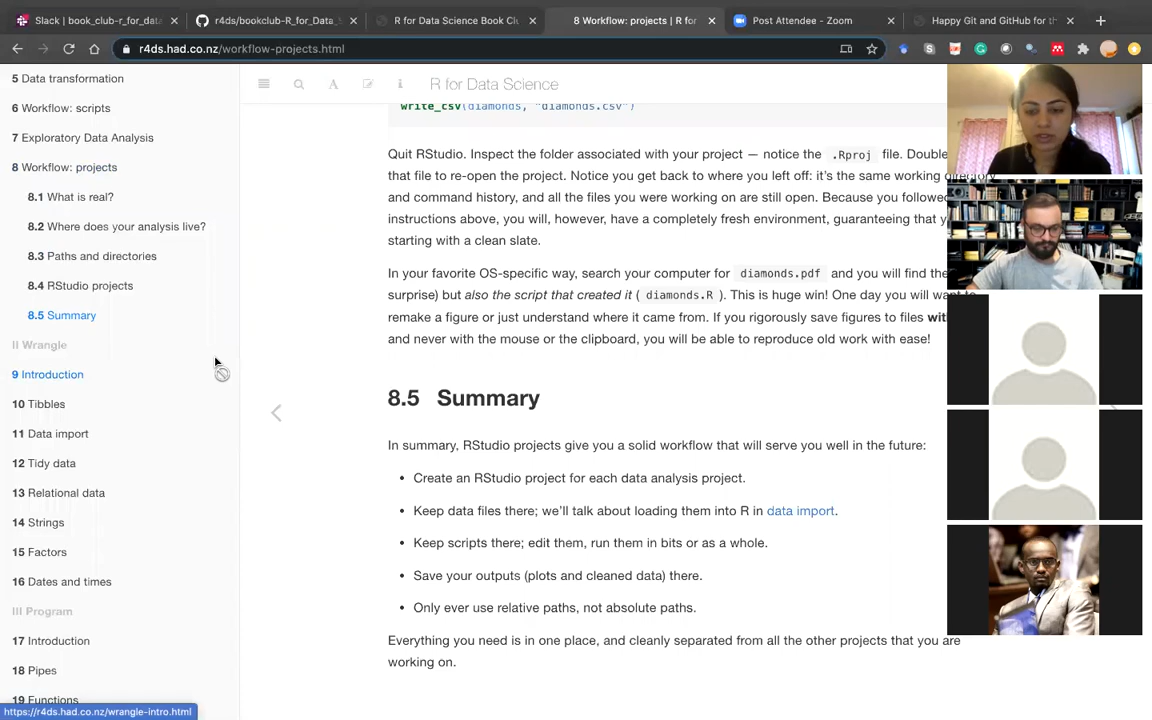 Slack | book_club-r_for_data
r4ds/bookclub-R_for_Data_
R for Data Science Book Clu
8 Workflow: projects | R for
Post Attendee - Zoom
Happy Git and GitHub for th
r4ds.had.co.nz/workflow-projects.html
5 Data transformation
6 Workflow: scripts
7 Exploratory Data Analysis
8 Workflow: projects
8.1 What is real?
8.2 Where does your analysis live?
8.3 Paths and directories
8.4 RStudio projects
8.5 Summary
II Wrangle
9 Introduction
10 Tibbles
11 Data import
12 Tidy data
13 Relational data
14 Strings
15 Factors
16 Dates and times
III Program
17 Introduction
18 Pipes
19 Functions
https://r4ds.had.co.nz/wrangle-intro.html
R for Data Science
write_csv(diamonds, "diamonds.csv")
Quit RStudio. Inspect the folder associated with your project — notice the .Rproj file. Double
that file to re-open the project. Notice you get back to where you left off: it's the same working directory
and command history, and all the files you were working on are still open. Because you followed
instructions above, you will, however, have a completely fresh environment, guaranteeing that y
starting with a clean slate.
In your favorite OS-specific way, search your computer for diamonds.pdf and you will find the
surprise) but also the script that created it ( diamonds.R ). This is huge win! One day you will want to
remake a figure or just understand where it came from. If you rigorously save figures to files wit
and never with the mouse or the clipboard, you will be able to reproduce old work with ease!
8.5 Summary
In summary, RStudio projects give you a solid workflow that will serve you well in the future:
• Create an RStudio project for each data analysis project.
• Keep data files there; we'll talk about loading them into R in data import.
• Keep scripts there; edit them, run them in bits or as a whole.
• Save your outputs (plots and cleaned data) there.
• Only ever use relative paths, not absolute paths.
Everything you need is in one place, and cleanly separated from all the other projects that you are
working on.